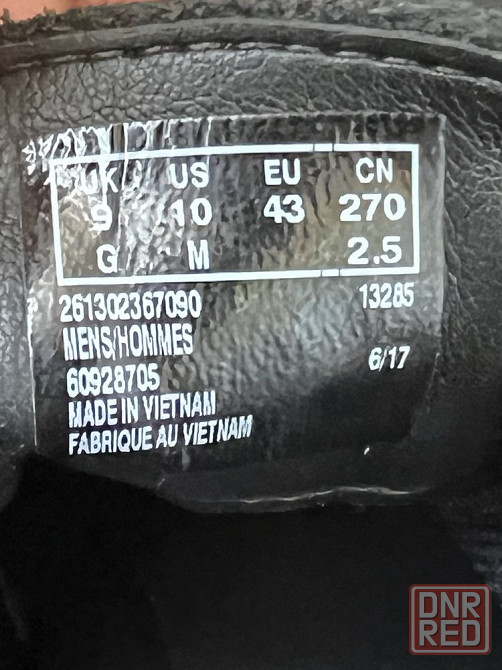 UK US EU CN
9 10 43 270
G M 2.5
261302367090 13285
MENS/HOMMES
60928705 6/17
MADE IN VIETNAM
FABRIQUE AU VIETNAM
DNR
RED